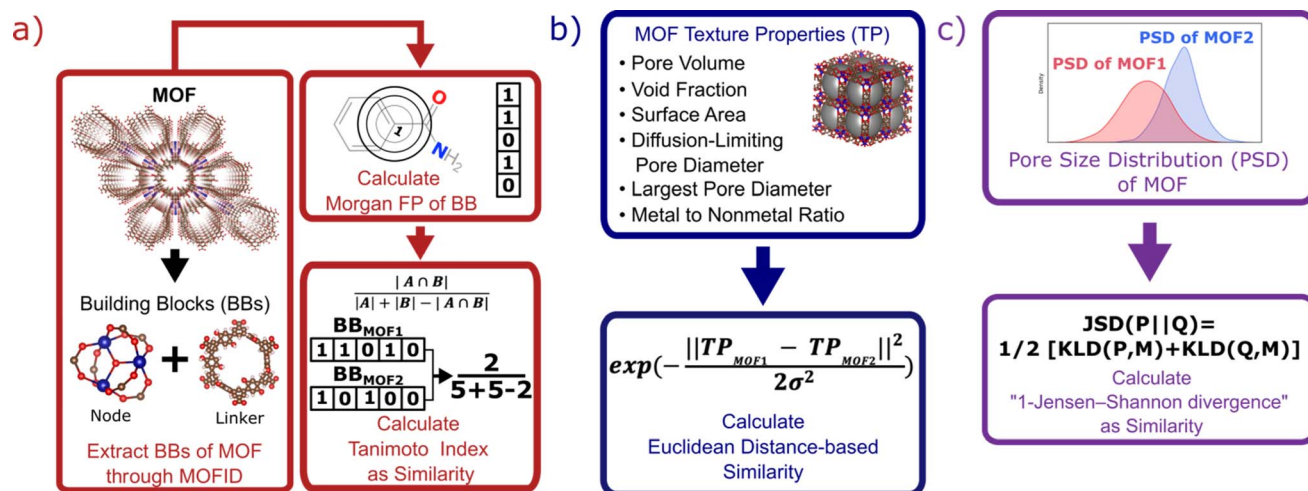 a)
MOF
Building Blocks (BBs)
+
Node
Linker
Extract BBs of MOF
through MOFID
1
O
NH2
1
1
0
1
0
Calculate
Morgan FP of BB
|A ∩ B|
|A| + |B| − |A ∩ B|
BBMOF1
1 1 0 1 0
BBMOF2
1 0 1 0 0
2
5+5-2
Calculate
Tanimoto Index
as Similarity
b)
MOF Texture Properties (TP)
• Pore Volume
• Void Fraction
• Surface Area
• Diffusion-Limiting
Pore Diameter
• Largest Pore Diameter
• Metal to Nonmetal Ratio
exp(− ||TPMOF1 − TPMOF2||2
2σ2 )
Calculate
Euclidean Distance-based
Similarity
c)
PSD of MOF2
PSD of MOF1
Density
Pore Size Distribution (PSD)
of MOF
JSD(P||Q)=
1/2 [KLD(P,M)+KLD(Q,M)]
Calculate
"1-Jensen–Shannon divergence"
as Similarity